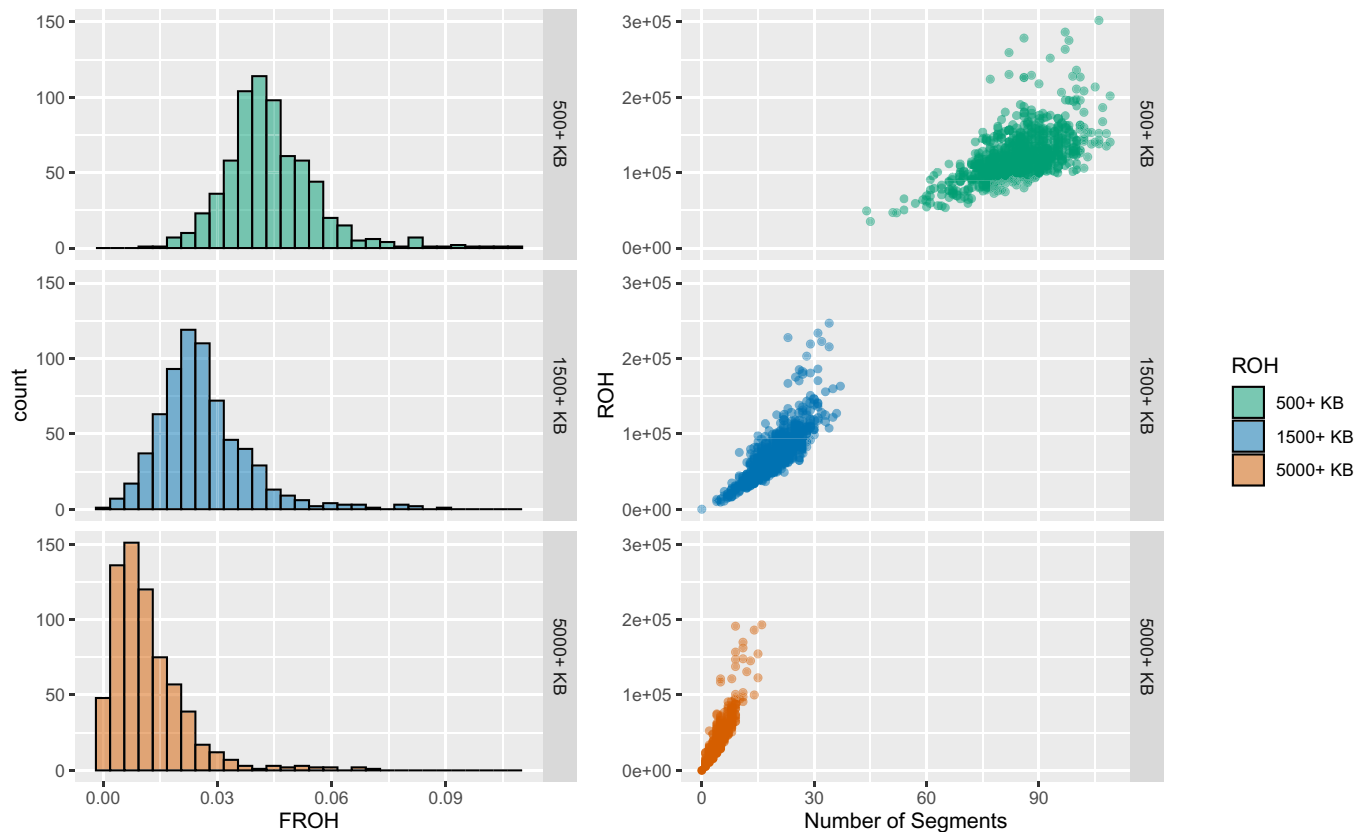 count
150
100
50
0
500+ KB
150
100
50
0
1500+ KB
150
100
50
0
5000+ KB
0.00 0.03 0.06 0.09
FROH
ROH
3e+05
2e+05
1e+05
0e+00
500+ KB
3e+05
2e+05
1e+05
0e+00
1500+ KB
3e+05
2e+05
1e+05
0e+00
5000+ KB
0 30 60 90
Number of Segments
ROH
500+ KB
1500+ KB
5000+ KB